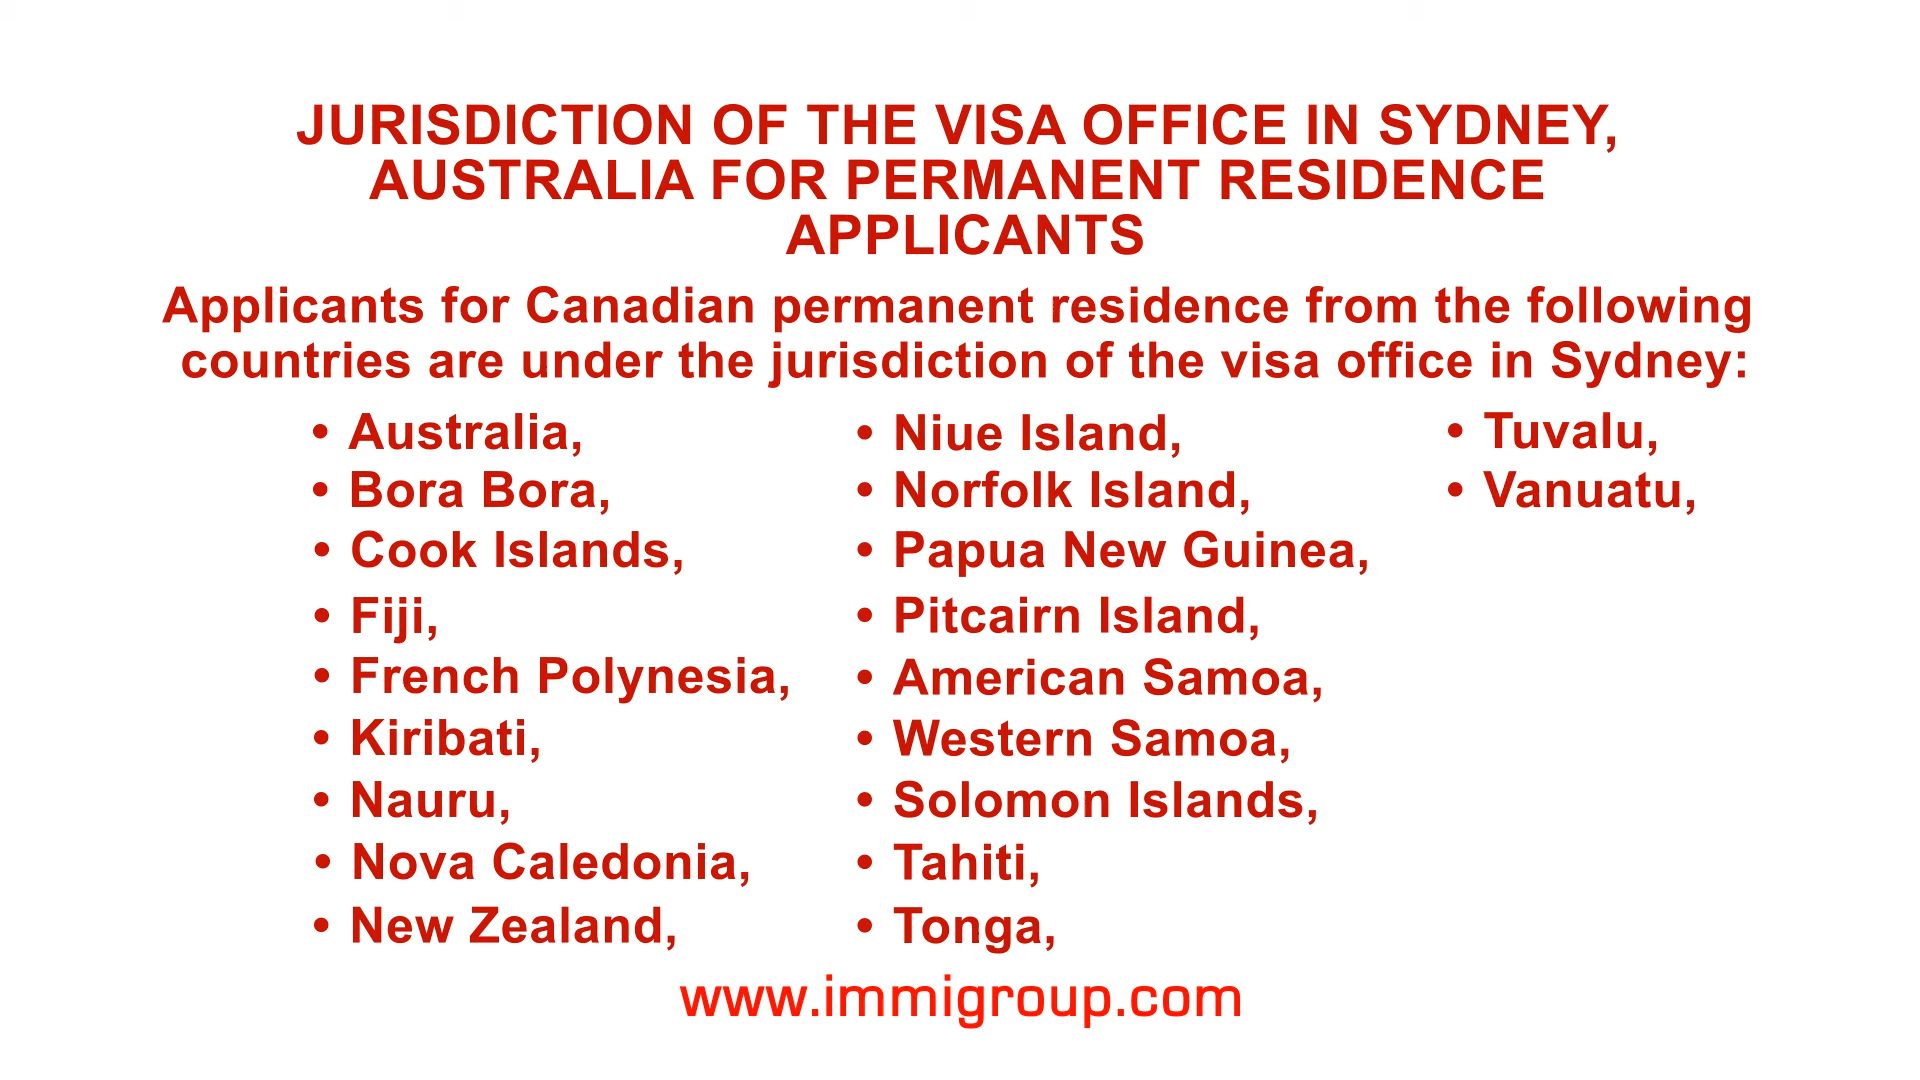 JURISDICTION OF THE VISA OFFICE IN SYDNEY,
AUSTRALIA FOR PERMANENT RESIDENCE
APPLICANTS
Applicants for Canadian permanent residence from the following
countries are under the jurisdiction of the visa office in Sydney:
• Australia,
• Bora Bora,
• Cook Islands,
• Fiji,
• French Polynesia,
• Kiribati,
• Nauru,
• Nova Caledonia,
• New Zealand,
• Niue Island,
• Norfolk Island,
• Papua New Guinea,
• Pitcairn Island,
• American Samoa,
• Western Samoa,
• Solomon Islands,
• Tahiti,
• Tonga,
• Tuvalu,
• Vanuatu,
www.immigroup.com